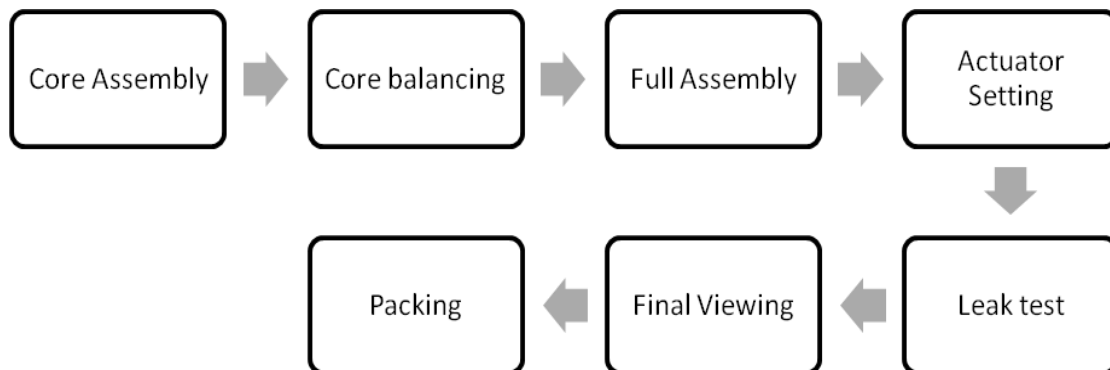 Core Assembly
Core balancing
Full Assembly
Actuator
Setting
Leak test
Final Viewing
Packing